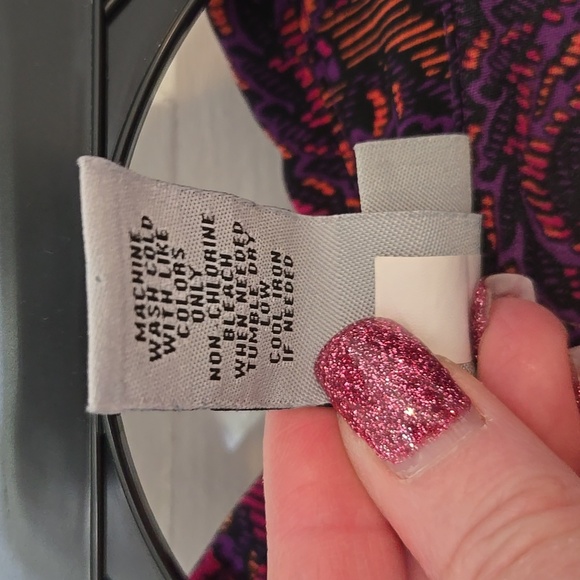 MACHINE
WASH COLD
WITH LIKE
COLORS
ONLY
NON-CHLORINE
BLEACH
WHEN NEEDED
TUMBLE DRY
LOW
COOL IRON
IF NEEDED